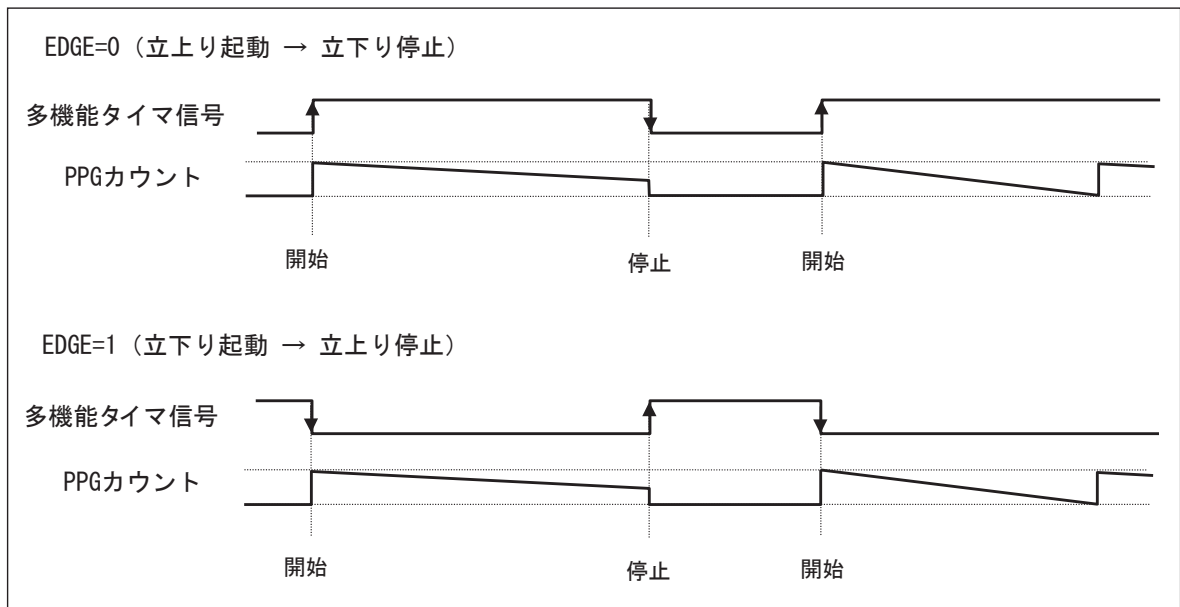 EDGE=0 (立上り起動 → 立下り停止)
多機能タイマ信号
PPGカウント
開始 停止 開始
EDGE=1 (立下り起動 → 立上り停止)
多機能タイマ信号
PPGカウント
開始 停止 開始